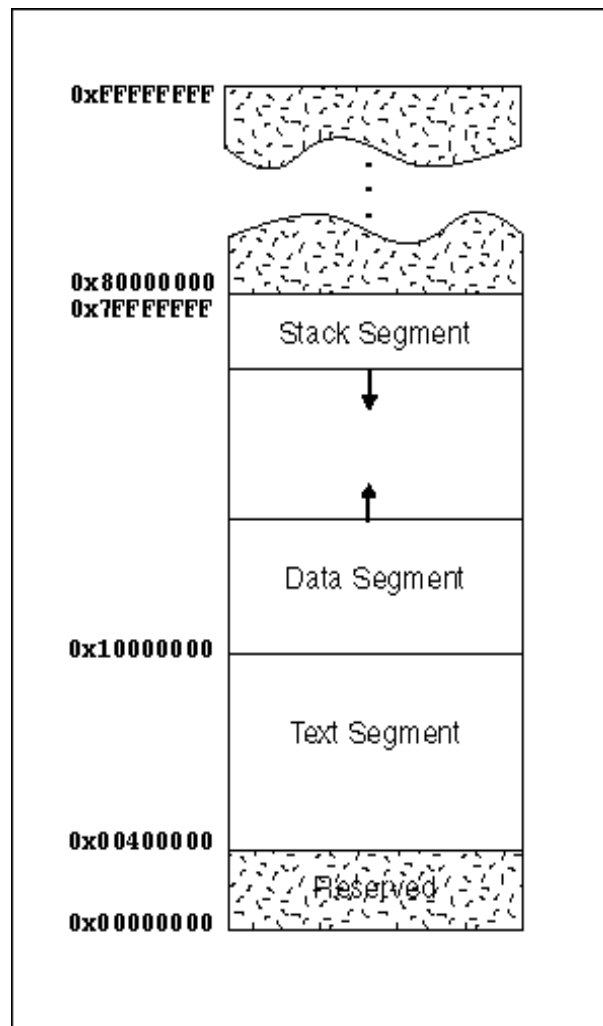 0xFFFFFFFF
0x80000000
0x7FFFFFFF
Stack Segment
Data Segment
0x10000000
Text Segment
0x00400000
Reserved
0x00000000